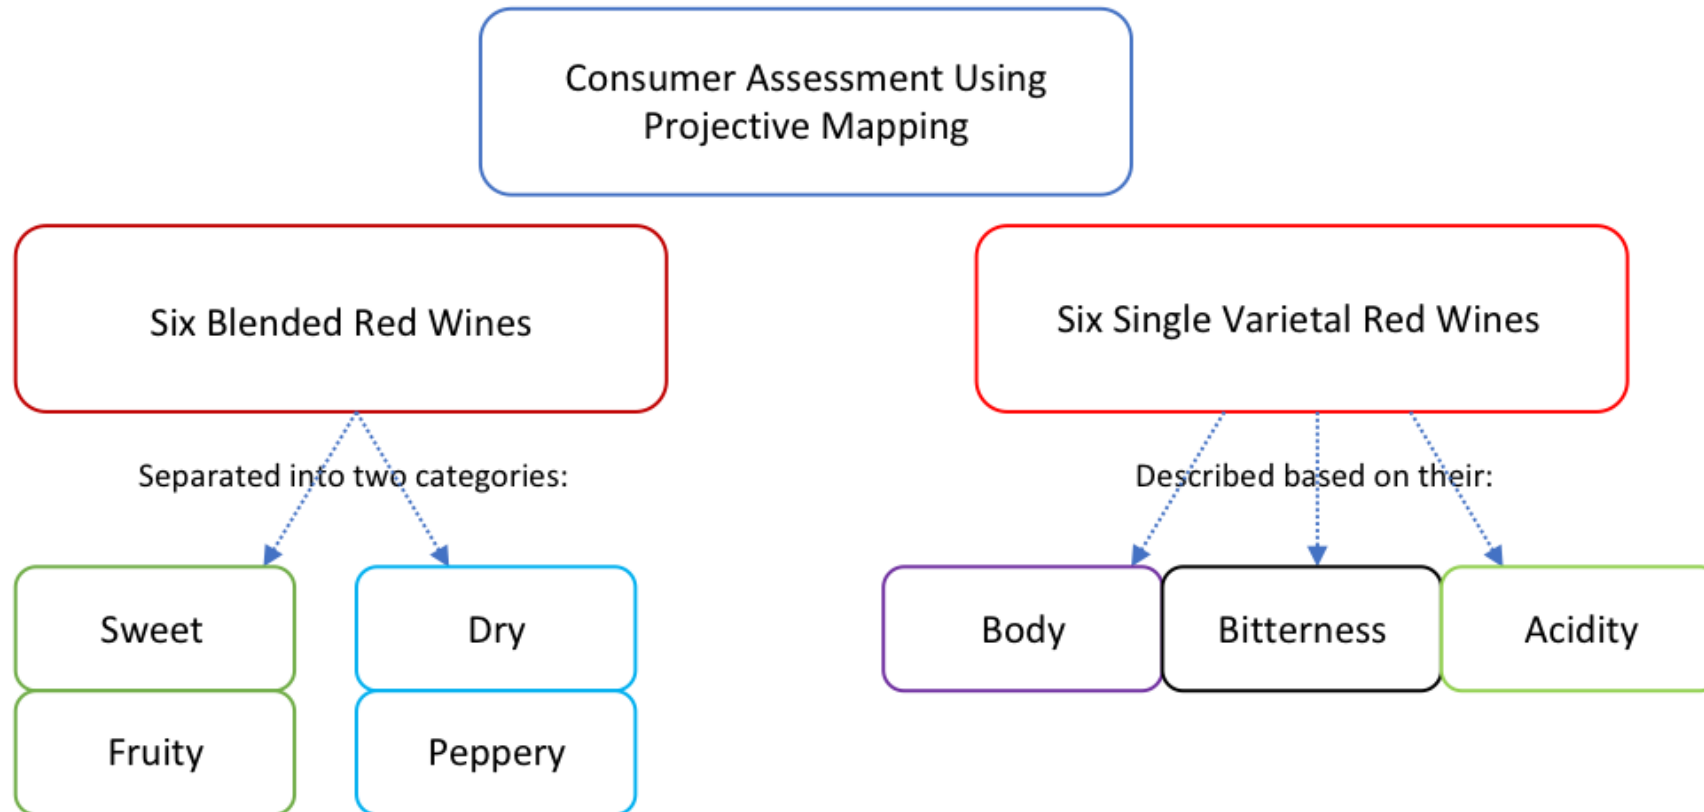 Consumer Assessment Using
Projective Mapping
Six Blended Red Wines
Six Single Varietal Red Wines
Separated into two categories:
Described based on their:
Sweet
Dry
Body
Bitterness
Acidity
Fruity
Peppery